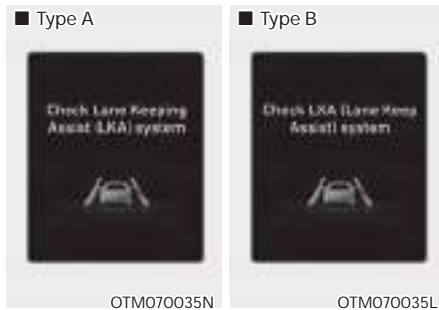 ■ Type A
Check Lane Keeping
Assist (LKA) system
OTM070035N
■ Type B
Check LKA (Lane Keep
Assist) system
OTM070035L